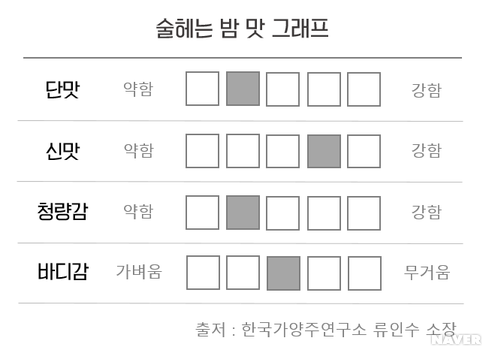 술헤는 밤 맛 그래프
단맛 약함 강함
신맛 약함 강함
청량감 약함 강함
바디감 가벼움 무거움
출저 : 한국가양주연구소 류인수 소장
NAVER